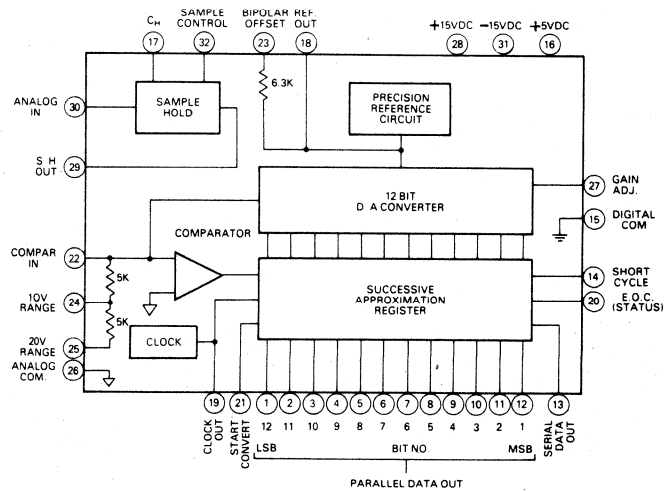 CH
SAMPLE CONTROL
BIPOLAR OFFSET
REF. OUT
+15VDC
−15VDC
+5VDC
17
32
23
18
28
31
16
6.3K
ANALOG IN
30
SAMPLE HOLD
PRECISION REFERENCE CIRCUIT
S H OUT
29
12 BIT D A CONVERTER
27
GAIN ADJ.
15
DIGITAL COM
COMPARATOR
COMPAR IN
22
5K
14
SHORT CYCLE
10V RANGE
24
SUCCESSIVE APPROXIMATION REGISTER
20
E.O.C. (STATUS)
5K
CLOCK
20V RANGE
25
ANALOG COM.
26
19
21
1
2
3
4
5
6
7
8
9
10
11
12
13
CLOCK OUT
START CONVERT
12
11
10
9
8
7
6
5
4
3
2
1
SERIAL DATA OUT
LSB
BIT NO.
MSB
PARALLEL DATA OUT